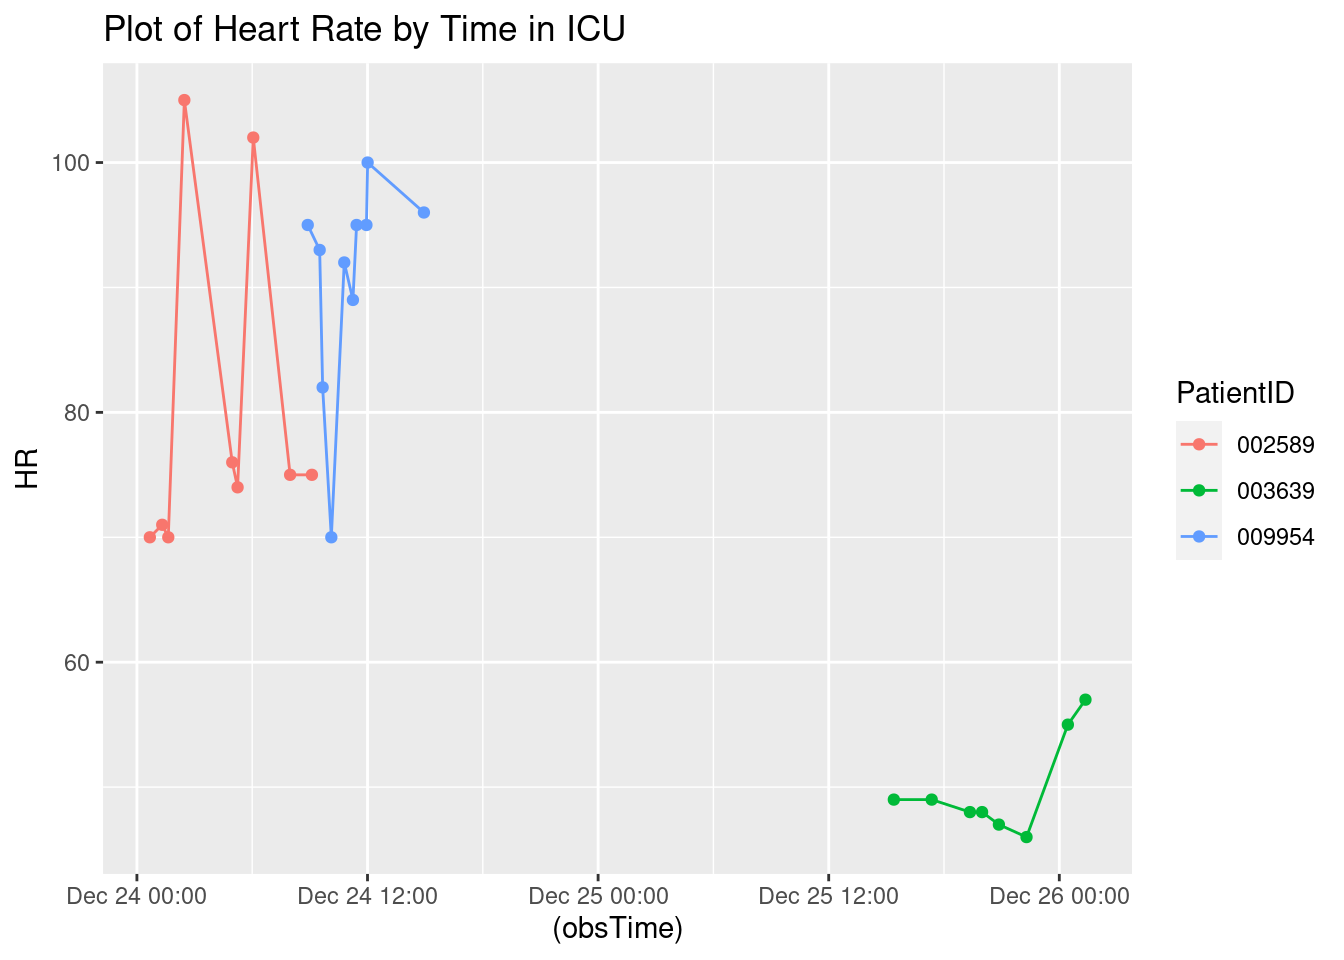 Plot of Heart Rate by Time in ICU
100
80
60
HR
Dec 24 00:00
Dec 24 12:00
Dec 25 00:00
Dec 25 12:00
Dec 26 00:00
(obsTime)
PatientID
002589
003639
009954